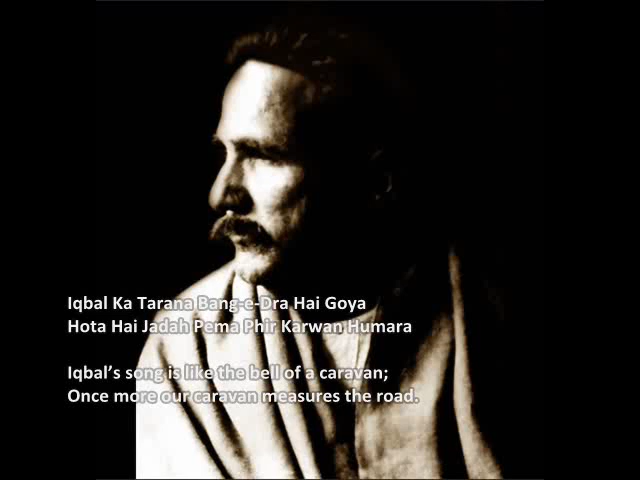 Iqbal Ka Tarana Bang-e-Dra Hai Goya
Hota Hai Jadah Pema Phir Karwan Humara
Iqbal's song is like the bell of a caravan;
Once more our caravan measures the road.